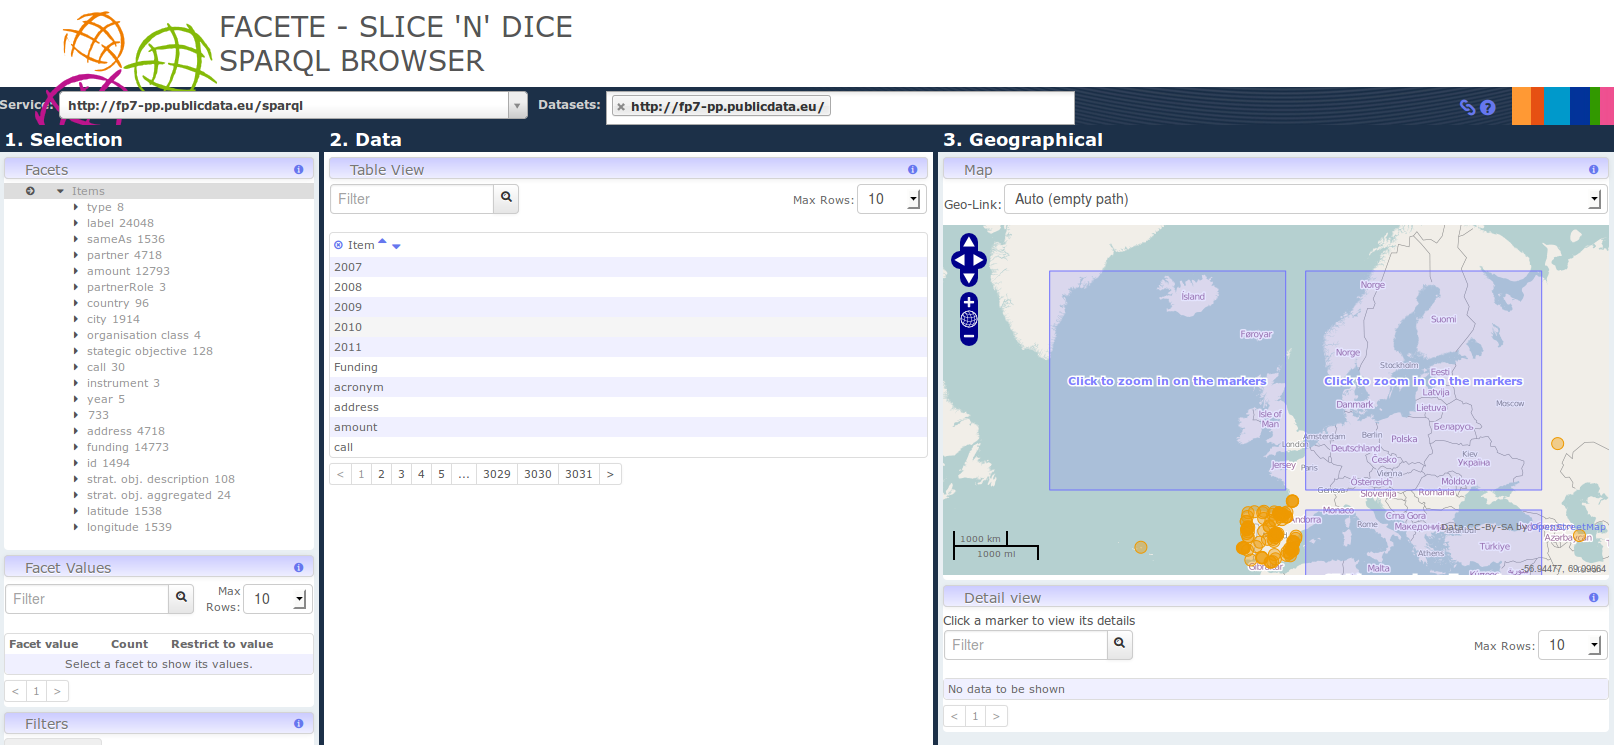 FACETE - SLICE 'N' DICE
SPARQL BROWSER
Service: http://fp7-pp.publicdata.eu/sparql Datasets: http://fp7-pp.publicdata.eu/
1. Selection
Facets
Items
type 8
label 24048
sameAs 1536
partner 4718
amount 12793
partnerRole 3
country 96
city 1914
organisation class 4
stategic objective 128
call 30
instrument 3
year 5
733
address 4718
funding 14773
id 1494
strat. obj. description 108
strat. obj. aggregated 24
latitude 1538
longitude 1539
Facet Values
Filter
Max Rows: 10
Facet value Count Restrict to value
Select a facet to show its values.
< 1 >
Filters
2. Data
Table View
Filter
Max Rows: 10
Item
2007
2008
2009
2010
2011
Funding
acronym
address
amount
call
< 1 2 3 4 5 ... 3029 3030 3031 >
3. Geographical
Map
Geo-Link: Auto (empty path)
Norge
Island
Suomi
Føroyar
Norge
Stockholm
Eesti
Click to zoom in on the markers
Click to zoom in on the markers
Latvija
Danmark
Lietuva
Moscow
Isle of Man
Беларусь
London
Amsterdam
Berlin
Polska
Deutschland
Kiev
Jersey
Paris
Česko
Україна
Vienna
Österreich
Moldova
Geneva
Slovenija
România
Monaco
Andorra
Crna Gora
Rome
Македонија
Data CC-By-SA by OpenStreetMap
Azərbaycan
Türkiye
Athens
Gibraltar
Malta
1000 km
1000 mi
Detail view
Click a marker to view its details
Filter
Max Rows: 10
No data to be shown
< 1 >